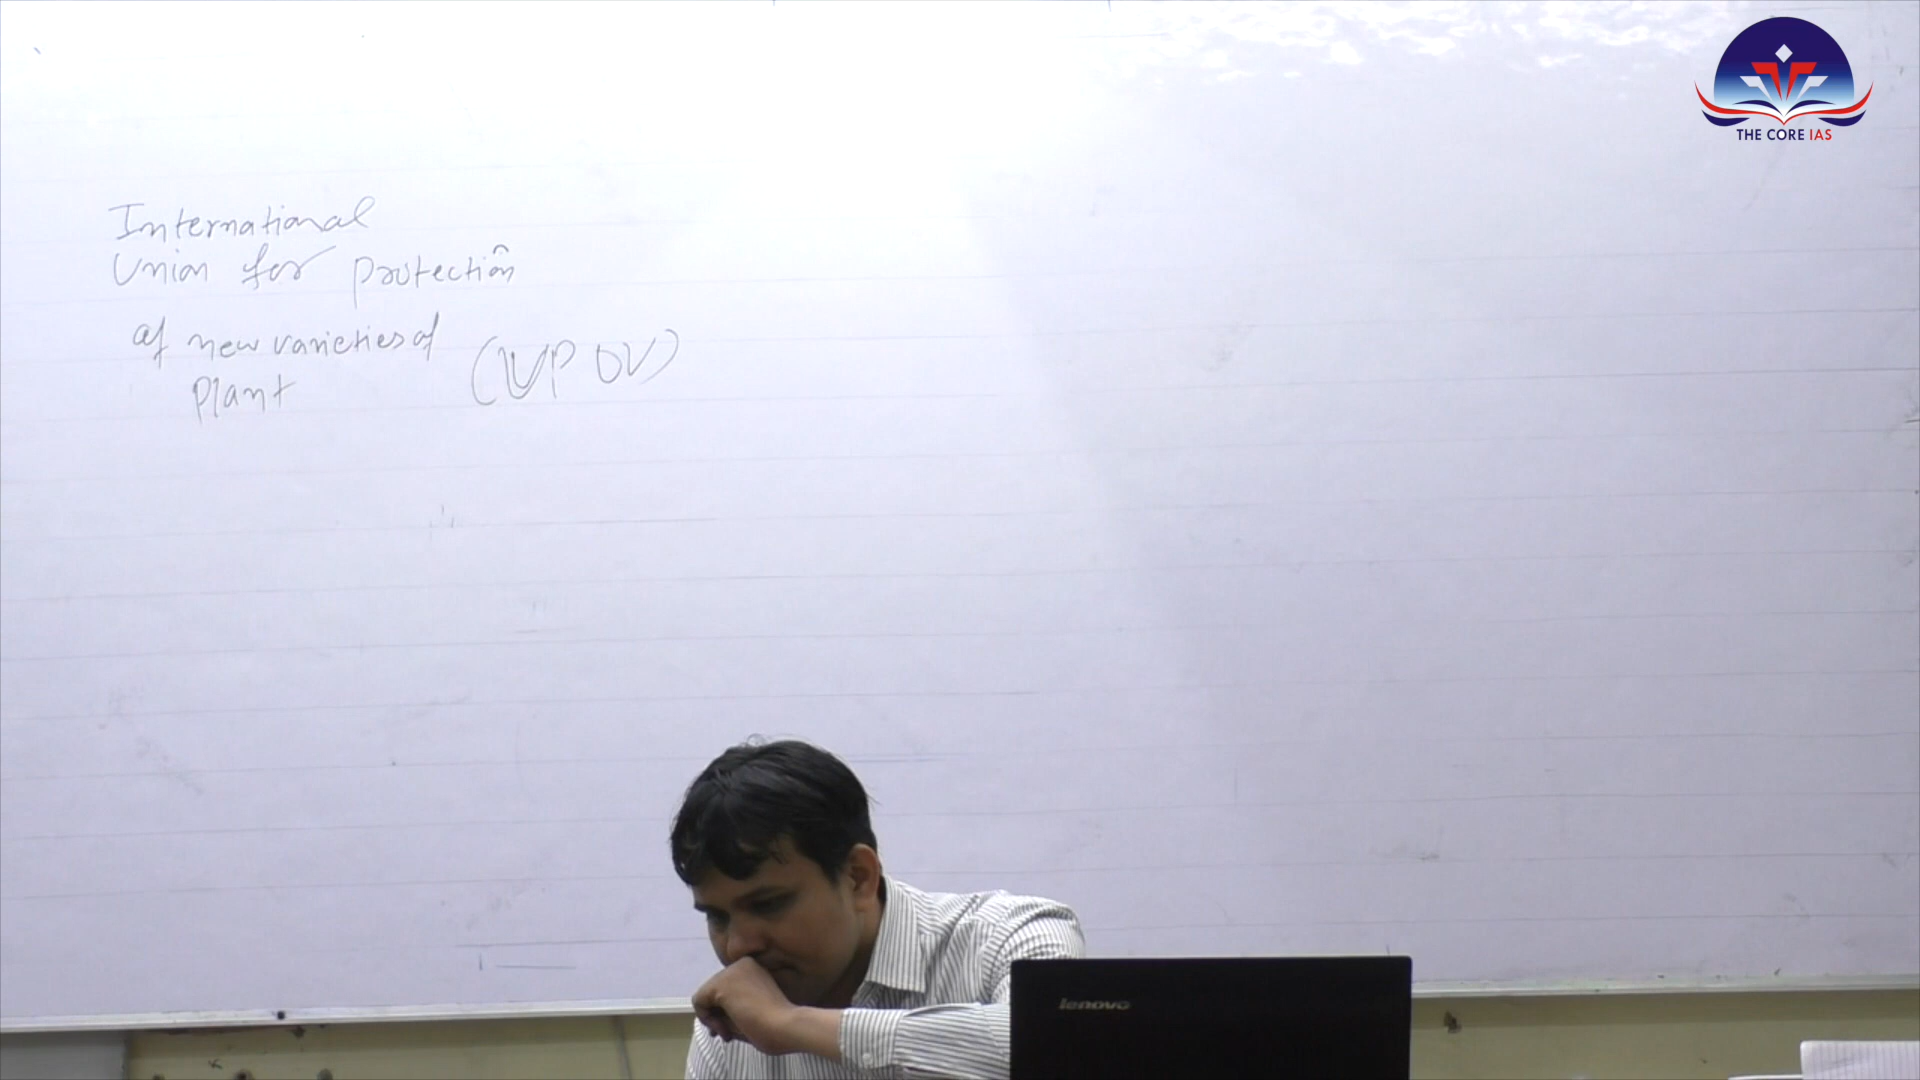 THE CORE IAS
International
Union for protection
of new varieties of
plant
(UPOV)
lenovo